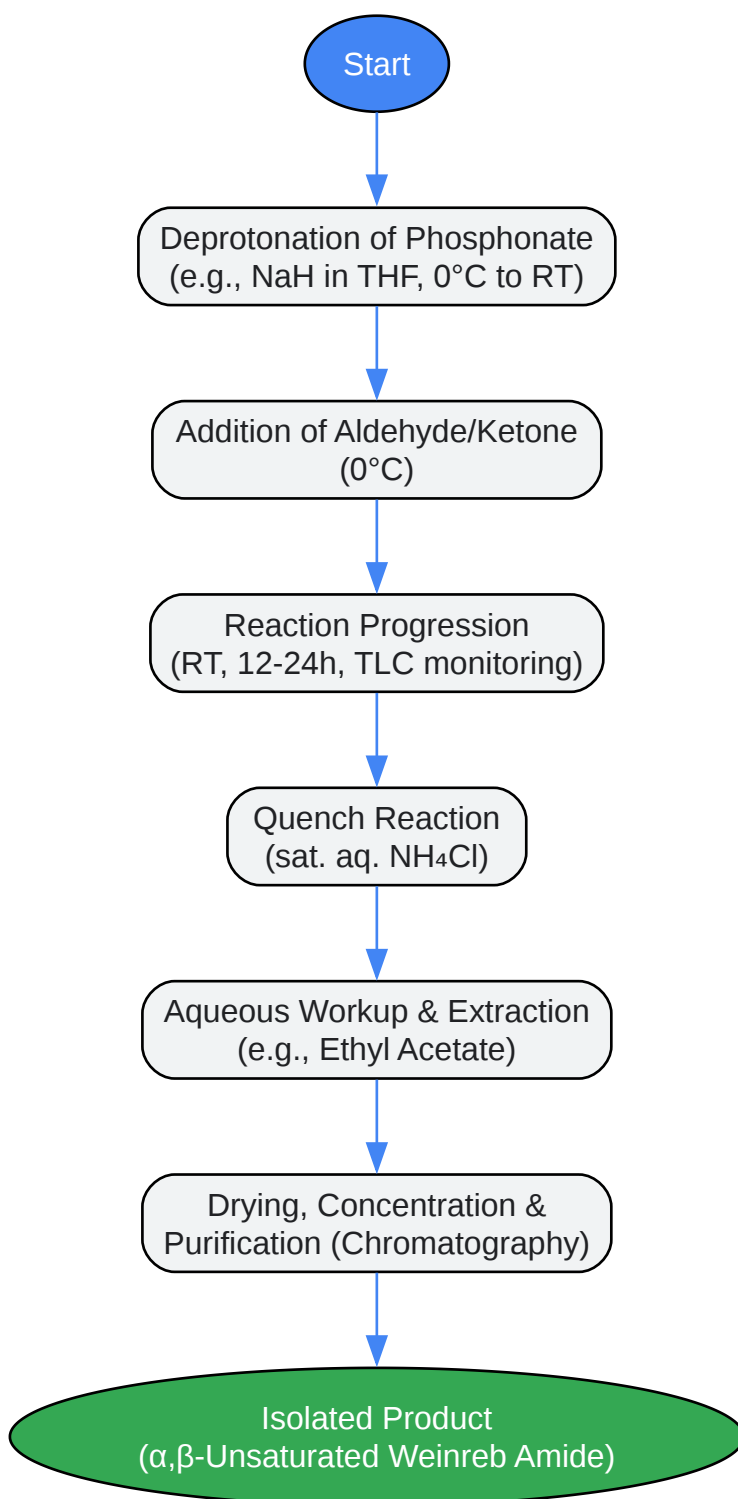 Start
Deprotonation of Phosphonate
(e.g., NaH in THF, 0°C to RT)
Addition of Aldehyde/Ketone
(0°C)
Reaction Progression
(RT, 12-24h, TLC monitoring)
Quench Reaction
(sat. aq. NH₄Cl)
Aqueous Workup & Extraction
(e.g., Ethyl Acetate)
Drying, Concentration &
Purification (Chromatography)
Isolated Product
(α,β-Unsaturated Weinreb Amide)